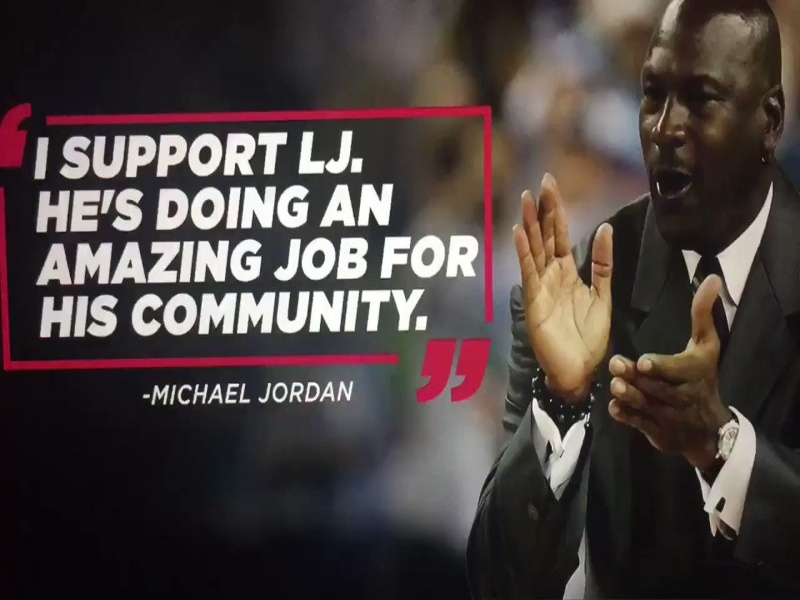 "I SUPPORT LJ.
HE'S DOING AN
AMAZING JOB FOR
HIS COMMUNITY."
-MICHAEL JORDAN